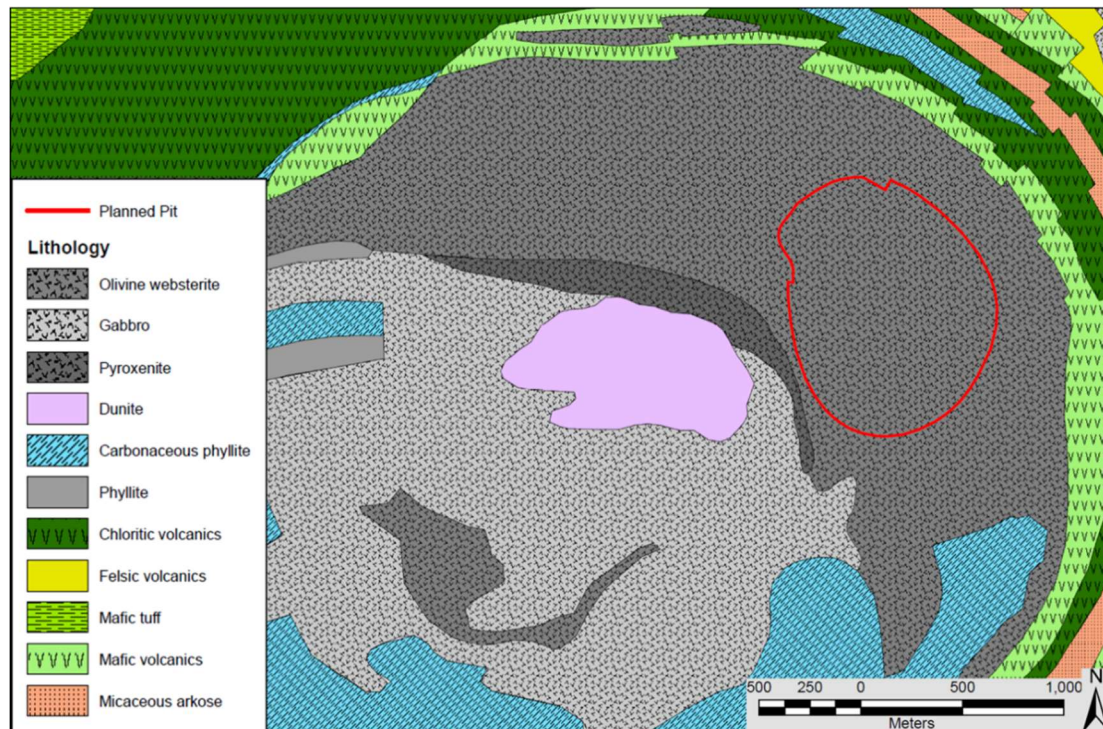 Planned Pit
Lithology
Olivine websterite
Gabbro
Pyroxenite
Dunite
Carbonaceous phyllite
Phyllite
Chloritic volcanics
Felsic volcanics
Mafic tuff
Mafic volcanics
Micaceous arkose
N
500 250 0 500 1,000
Meters